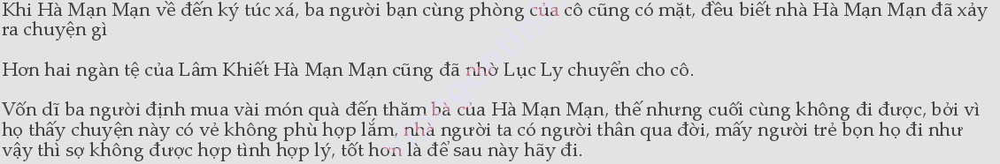 Khi Hà Mạn Mạn về đến ký túc xá, ba người bạn cùng phòng của cô cũng có mặt, đều biết nhà Hà Mạn Mạn đã xảy
ra chuyện gì
Hơn hai ngàn tệ của Lâm Khiết Hà Mạn Mạn cũng đã nhờ Lục Ly chuyển cho cô.
Vốn dĩ ba người định mua vài món quà đến thăm bà của Hà Mạn Mạn, thế nhưng cuối cùng không đi được, bởi vì
họ thấy chuyện này có vẻ không phù hợp lắm, nhà người ta có người thân qua đời, mấy người trẻ bọn họ đi như
vậy thì sợ không được hợp tình hợp lý, tốt hơn là để sau này hãy đi.